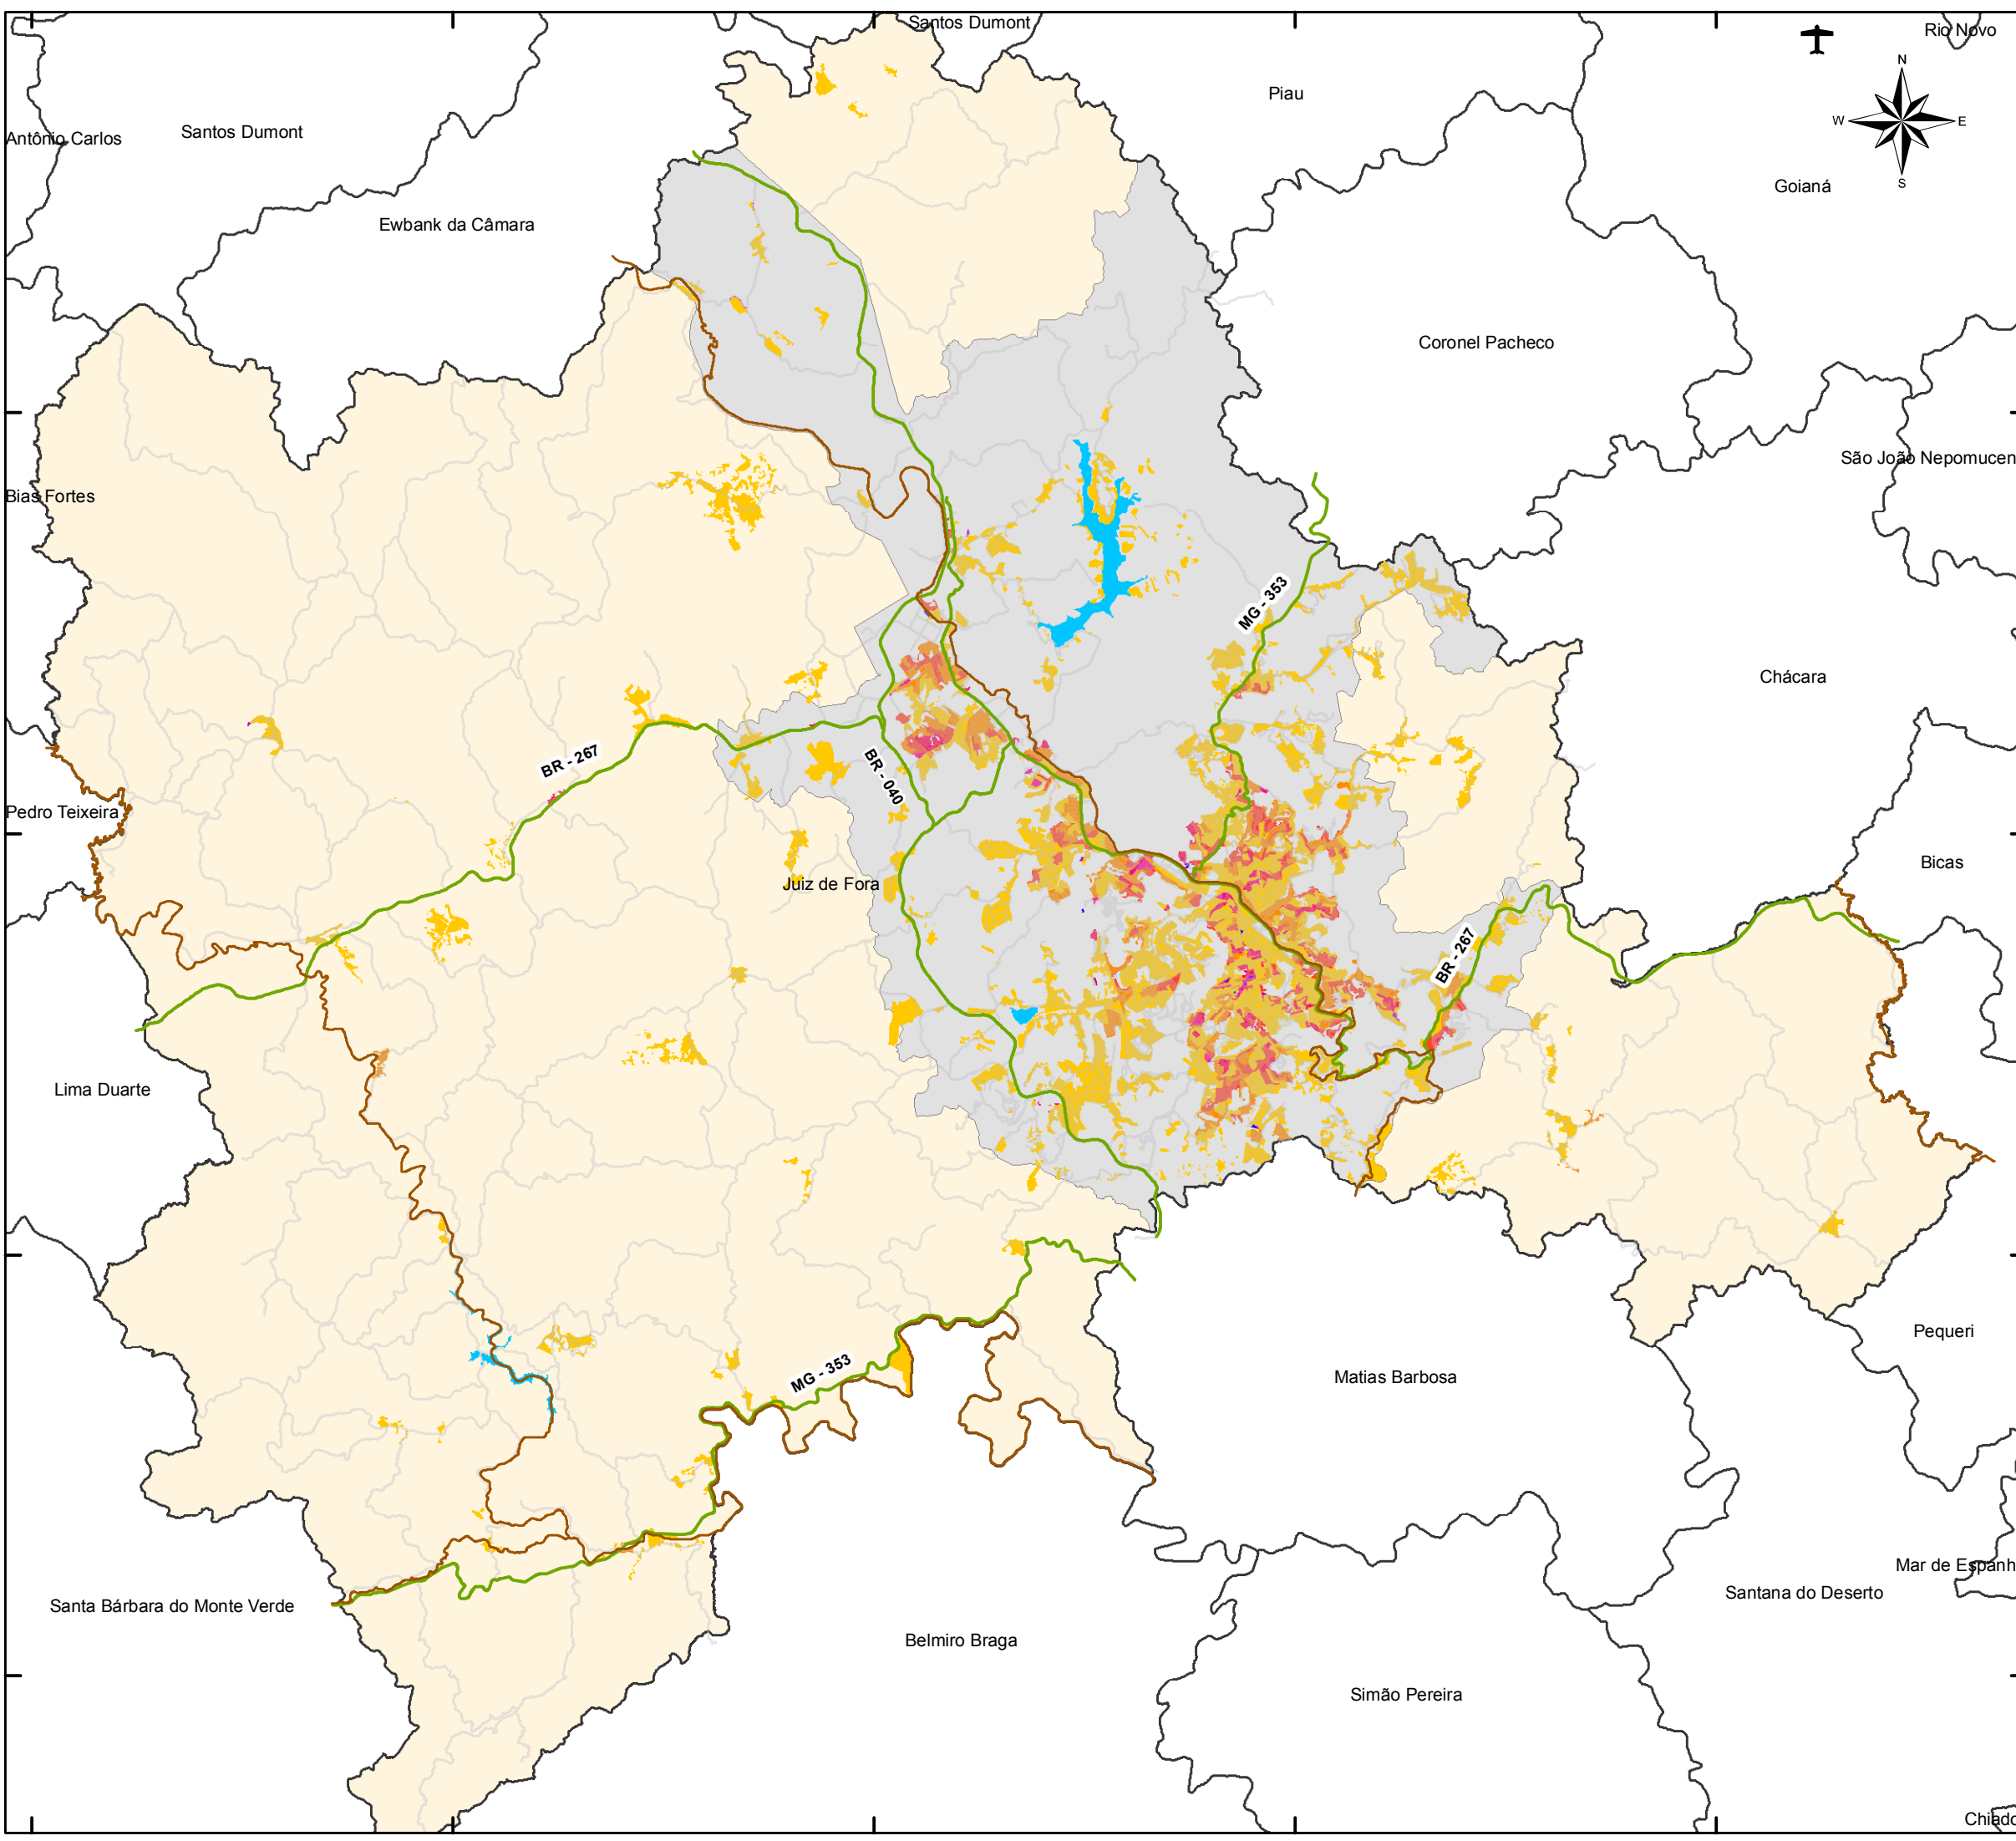 Santos Dumont
Rio Novo
N
Piau
W
E
Antônio Carlos
Santos Dumont
S
Goianá
Ewbank da Câmara
Coronel Pacheco
São João Nepomucen
Bias Fortes
MG - 353
Chácara
BR - 267
BR - 040
Pedro Teixeira
Bicas
Juiz de Fora
BR - 267
Lima Duarte
Pequeri
MG - 353
Matias Barbosa
Mar de Espanh
Santana do Deserto
Santa Bárbara do Monte Verde
Belmiro Braga
Simão Pereira
Chiado